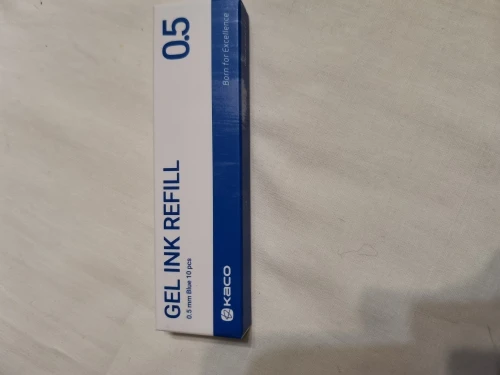 GEL INK REFILL 0.5
0.5 mm Blue 10 pcs
KACO Born for Excellence